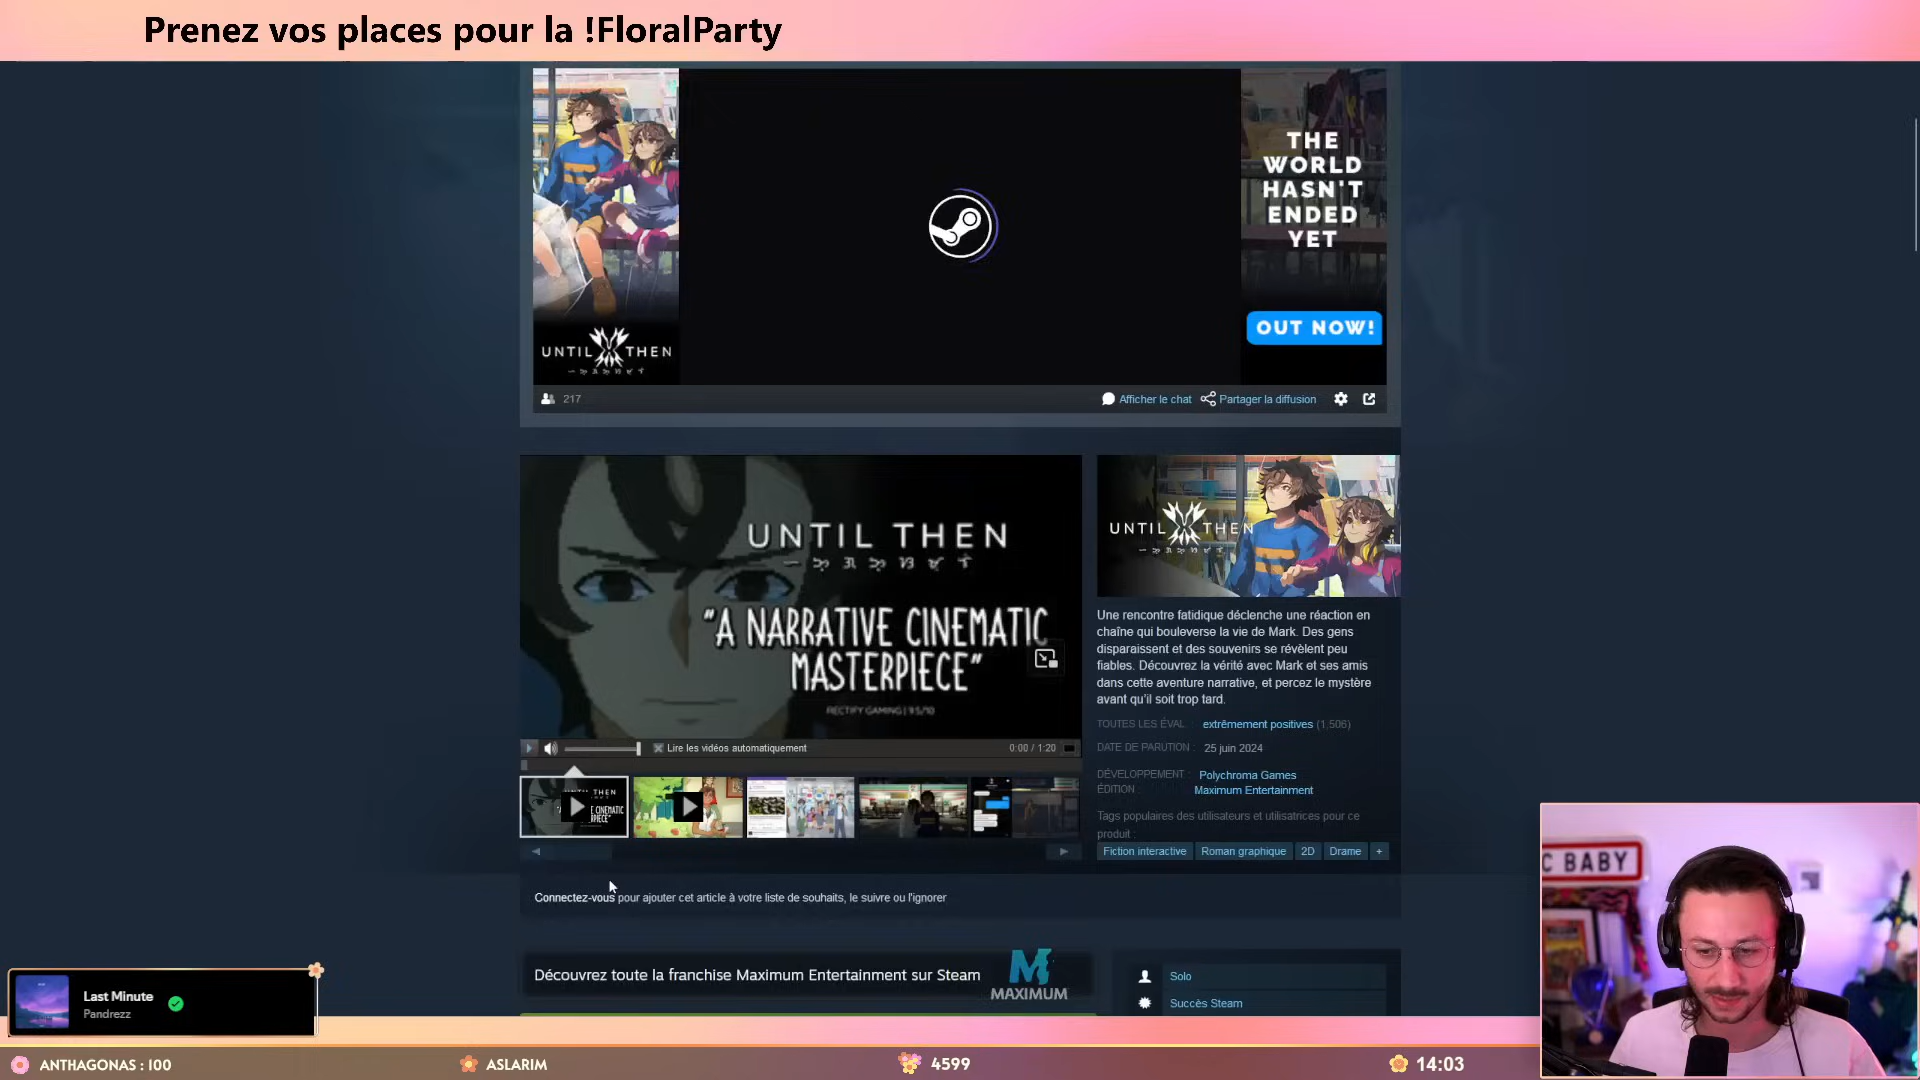 Prenez vos places pour la !FloralParty
THE
WORLD
HASN'T
ENDED
YET
OUT NOW!
UNTIL THEN
217
Afficher le chat
Partager la diffusion
UNTIL THEN
"A NARRATIVE CINEMATIC
MASTERPIECE"
RECTIFY GAMING | 9.5/10
Lire les vidéos automatiquement
0:00 / 1:20
UNTIL THEN
Une rencontre fatidique déclenche une réaction en
chaîne qui bouleverse la vie de Mark. Des gens
disparaissent et des souvenirs se révèlent peu
fiables. Découvrez la vérité avec Mark et ses amis
dans cette aventure narrative, et percez le mystère
avant qu'il soit trop tard.
TOUTES LES ÉVAL. : extrêmement positives (1,506)
DATE DE PARUTION : 25 juin 2024
DÉVELOPPEMENT : Polychroma Games
ÉDITION : Maximum Entertainment
Tags populaires des utilisateurs et utilisatrices pour ce
produit :
Fiction interactive
Roman graphique
2D
Drame
+
Connectez-vous pour ajouter cet article à votre liste de souhaits, le suivre ou l'ignorer
Découvrez toute la franchise Maximum Entertainment sur Steam
MAXIMUM
Solo
Succès Steam
C BABY
Last Minute
Pandrezz
ANTHAGONAS : 100
ASLARIM
4599
14:03